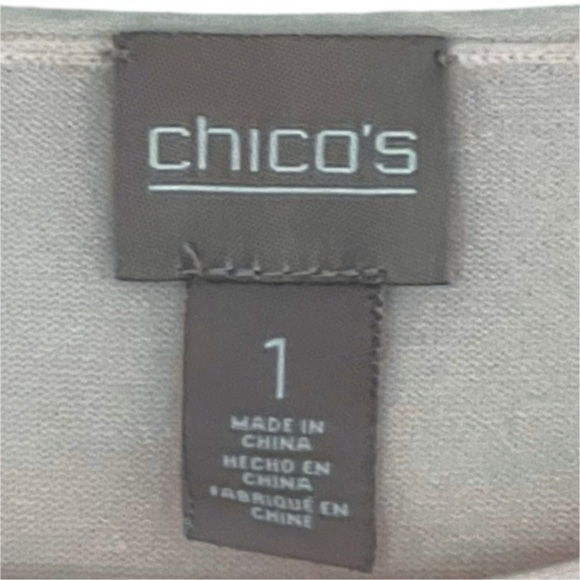 chico's
1
MADE IN
CHINA
HECHO EN
CHINA
FABRIQUÉ EN
CHINE